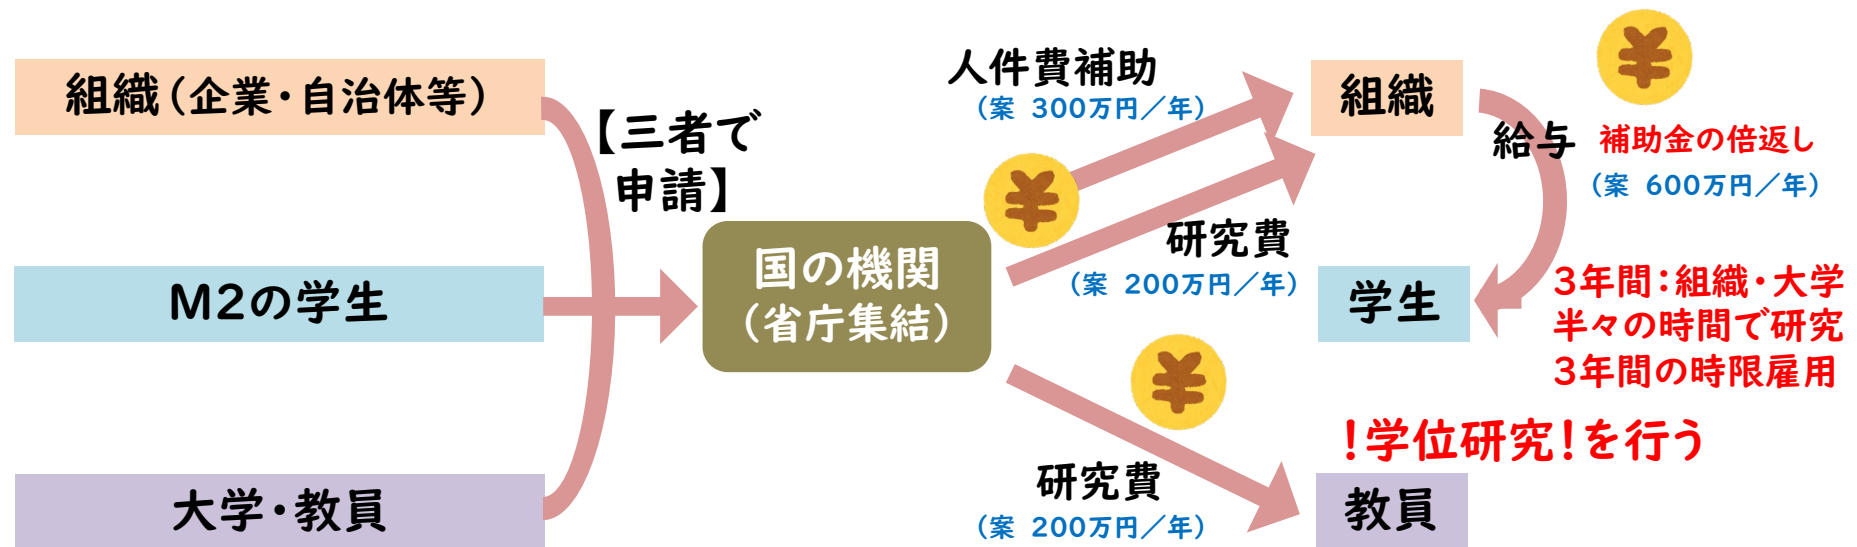 組織（企業・自治体等）
M2の学生
大学・教員
【三者で
申請】
国の機関
（省庁集結）
人件費補助
（案 300万円／年）
研究費
（案 200万円／年）
研究費
（案 200万円／年）
組織
給与
補助金の倍返し
（案 600万円／年）
学生
3年間：組織・大学
半々の時間で研究
3年間の時限雇用
！学位研究！を行う
教員